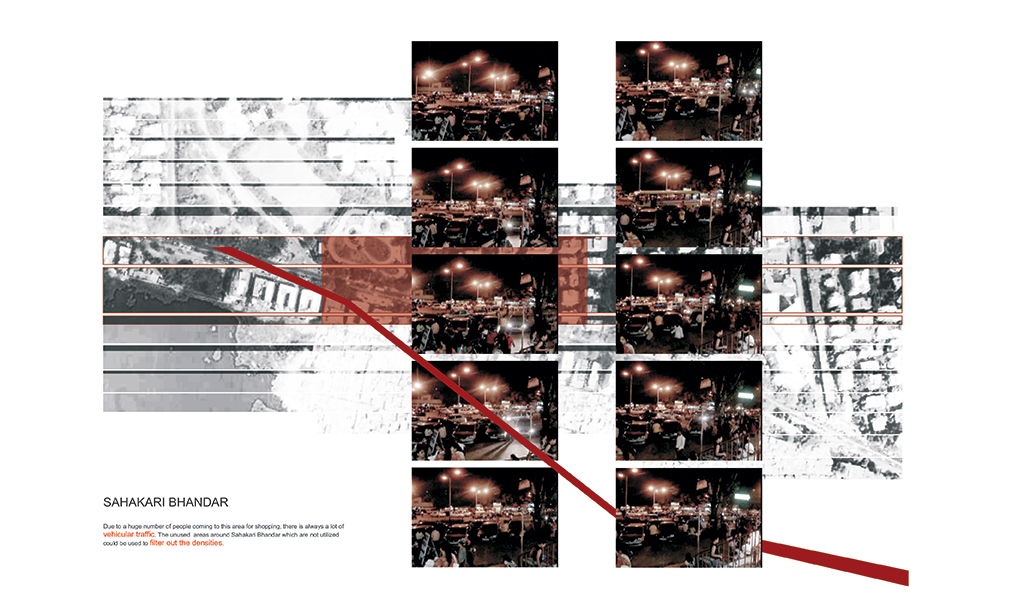 SAHAKARI BHANDAR
Due to a huge number of people coming to this area for shopping, there is always a lot of
vehicular traffic. The unused areas around Sahakari Bhandar which are not utilized
could be used to filter out the densities.